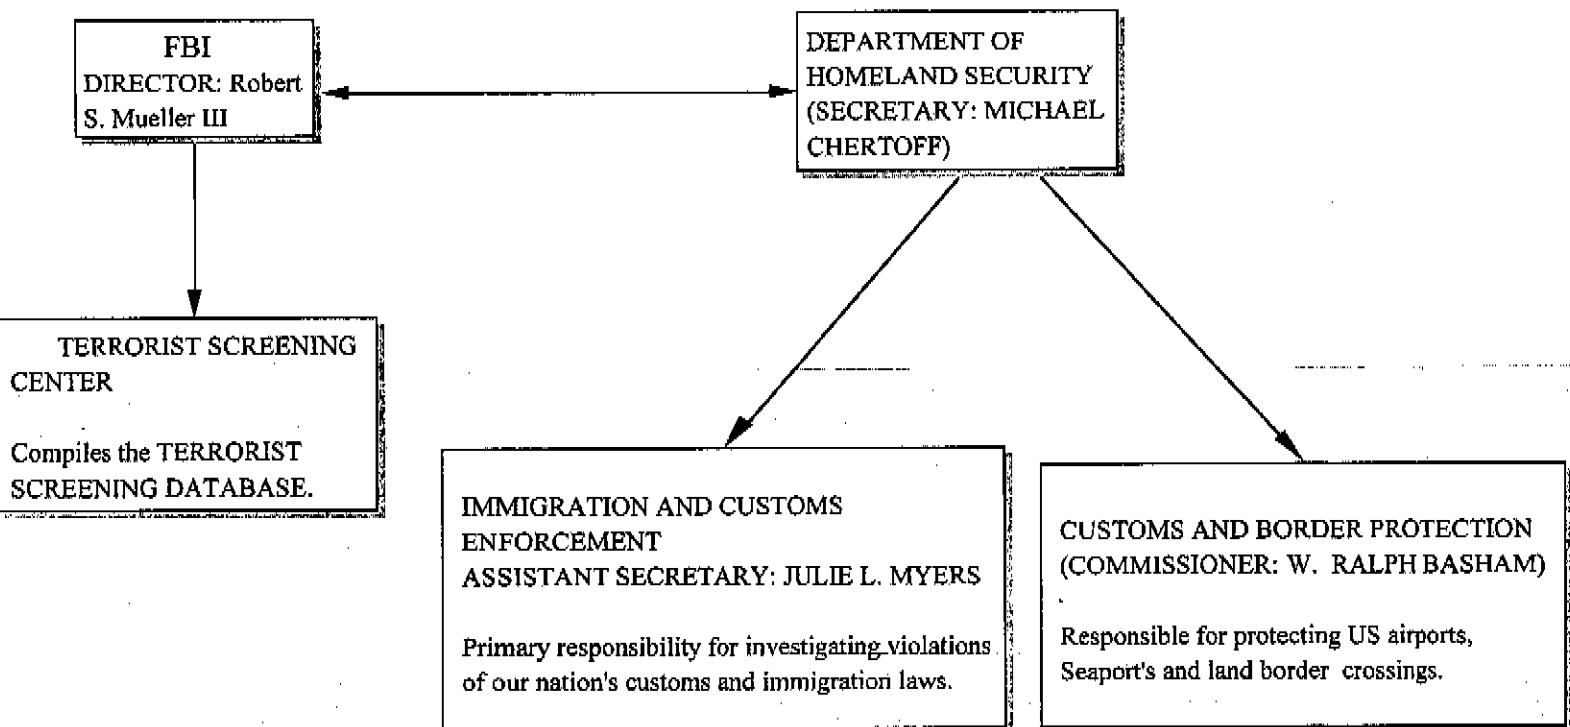 FBI
DIRECTOR: Robert
S. Mueller III
DEPARTMENT OF
HOMELAND SECURITY
(SECRETARY: MICHAEL
CHERTOFF)
TERRORIST SCREENING
CENTER
Compiles the TERRORIST
SCREENING DATABASE.
IMMIGRATION AND CUSTOMS
ENFORCEMENT
ASSISTANT SECRETARY: JULIE L. MYERS
Primary responsibility for investigating violations
of our nation's customs and immigration laws.
CUSTOMS AND BORDER PROTECTION
(COMMISSIONER: W. RALPH BASHAM)
Responsible for protecting US airports,
Seaport's and land border crossings.